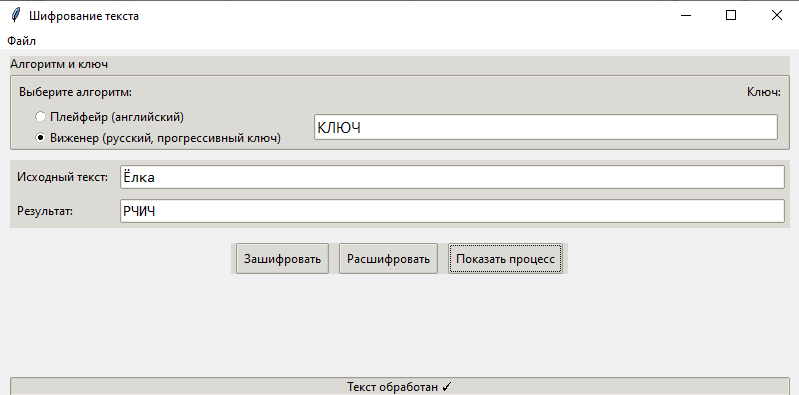 Шифрование текста
Файл
Алгоритм и ключ
Выберите алгоритм: Ключ:
Плейфейр (английский)
Виженер (русский, прогрессивный ключ) КЛЮЧ
Исходный текст: Ёлка
Результат: РЧИЧ
Зашифровать Расшифровать Показать процесс
Текст обработан ✓